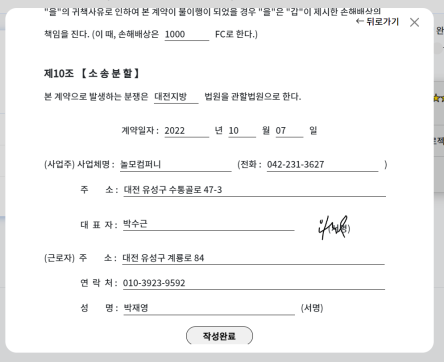 "을"의 귀책사유로 인하여 본 계약이 불이행이 되었을 경우 "을"은 "갑"이 제시한 손해배상의
← 뒤로가기 ×
책임을 진다. (이 때, 손해배상은 1000 FC로 한다.)
제10조 【 소 송 분 할 】
본 계약으로 발생하는 분쟁은 대전지방 법원을 관할법원으로 한다.
계약일자 : 2022 년 10 월 07 일
(사업주) 사업체명 : 눌모컴퍼니 (전화 : 042-231-3627 )
주 소 : 대전 유성구 수통골로 47-3
대 표 자 : 박수근 (서명)
(근로자) 주 소 : 대전 유성구 계룡로 84
연 락 처 : 010-3923-9592
성 명 : 박재영 (서명)
작성완료